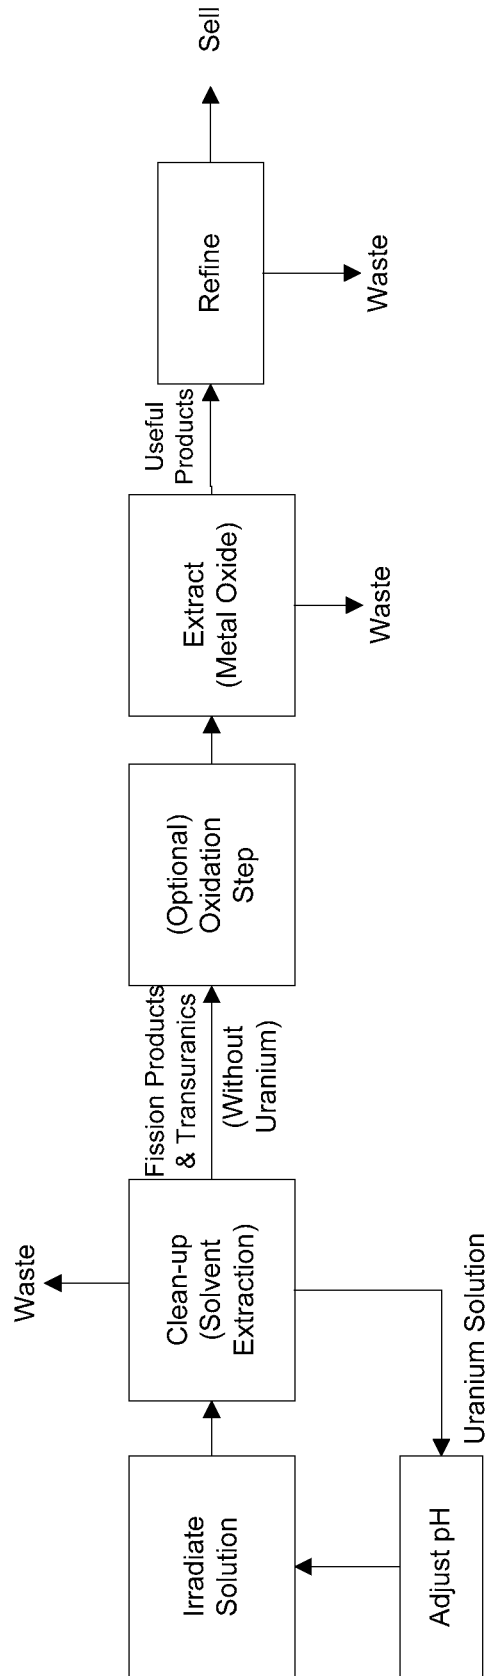 Irradiate
Solution
Adjust pH
Uranium Solution
Waste
Clean-up
(Solvent
Extraction)
Fission Products
& Transuranics
(Without
Uranium)
(Optional)
Oxidation
Step
Extract
(Metal Oxide)
Waste
Useful
Products
Refine
Waste
Sell